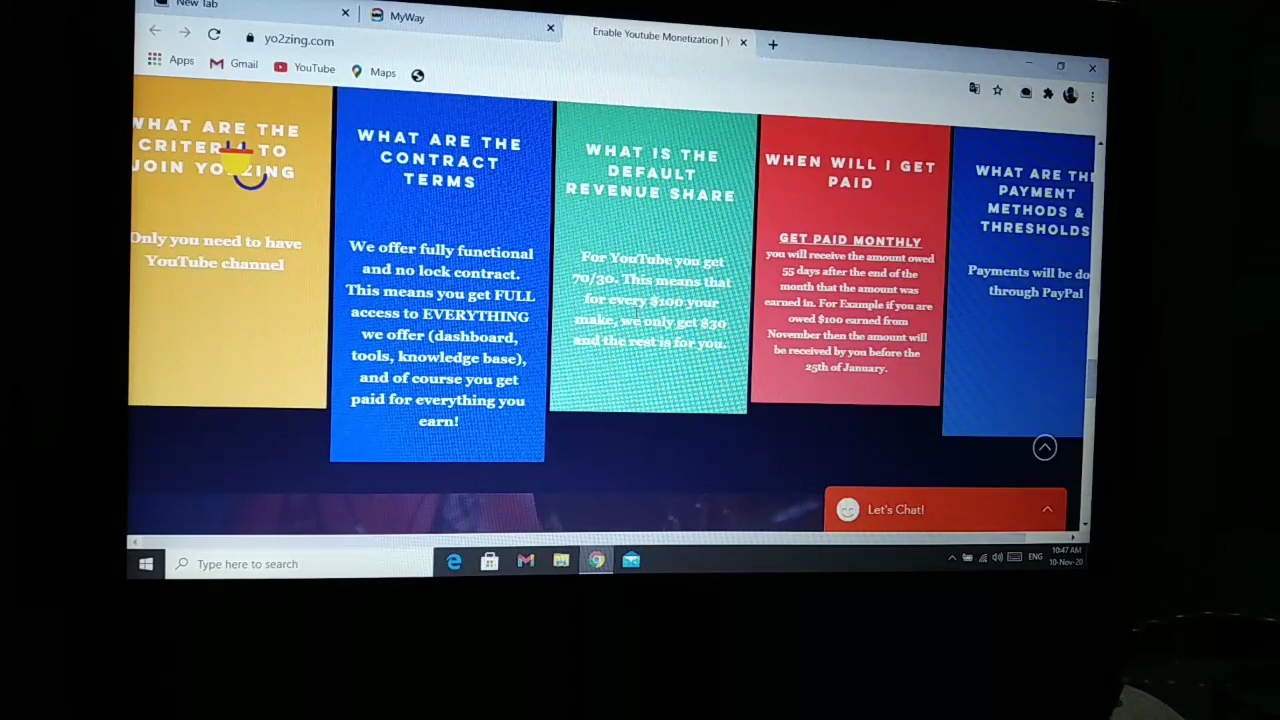 New tab
MyWay
Enable Youtube Monetization | Y
yo2zing.com
Apps
Gmail
YouTube
Maps
WHAT ARE THE
CRITERIA TO
JOIN YO2ZING
Only you need to have
YouTube channel
WHAT ARE THE
CONTRACT
TERMS
We offer fully functional
and no lock contract.
This means you get FULL
access to EVERYTHING
we offer (dashboard,
tools, knowledge base),
and of course you get
paid for everything you
earn!
WHAT IS THE
DEFAULT
REVENUE SHARE
For YouTube you get
70/30. This means that
for every $100 your
make, we only get $30
and the rest is for you.
WHEN WILL I GET
PAID
GET PAID MONTHLY
you will receive the amount owed
55 days after the end of the
month that the amount was
earned in. For Example if you are
owed $100 earned from
November then the amount will
be received by you before the
25th of January.
WHAT ARE THE
PAYMENT
METHODS &
THRESHOLDS
Payments will be do
through PayPal
Let's Chat!
Type here to search
ENG
10:47 AM
10-Nov-20